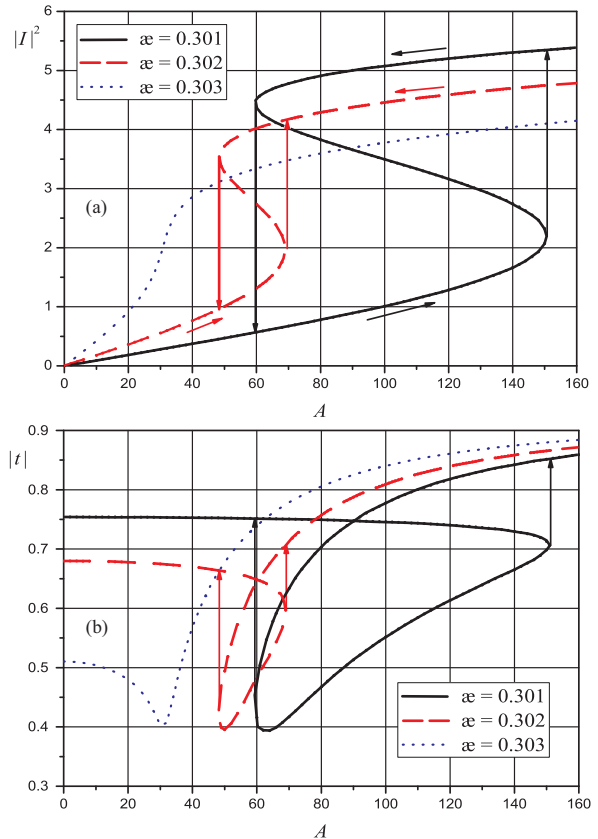 |I|²
6
æ = 0.301
æ = 0.302
æ = 0.303
5
4
3
(a)
2
1
0
0 20 40 60 80 100 120 140 160
A
0.9
|t|
0.8
0.7
0.6
(b)
0.5
æ = 0.301
æ = 0.302
æ = 0.303
0.4
0.3
0 20 40 60 80 100 120 140 160
A